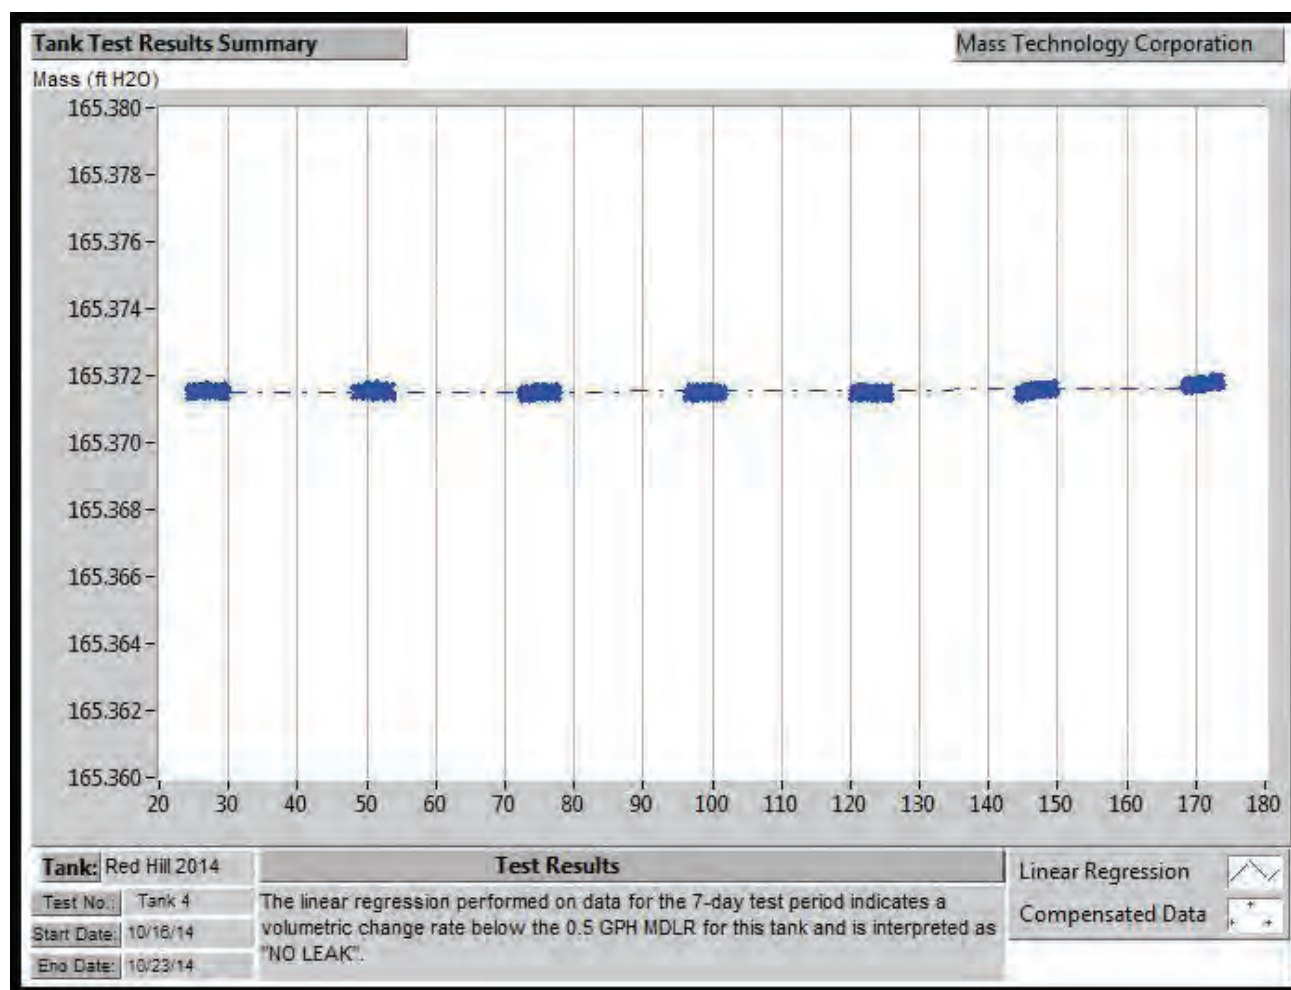 Tank Test Results Summary
Mass Technology Corporation
Mass (ft H2O)
165.380
165.378
165.376
165.374
165.372
165.370
165.368
165.366
165.364
165.362
165.360
20 30 40 50 60 70 80 90 100 110 120 130 140 150 160 170 180
Tank: Red Hill 2014
Test No.: Tank 4
Start Date: 10/16/14
End Date: 10/23/14
Test Results
The linear regression performed on data for the 7-day test period indicates a
volumetric change rate below the 0.5 GPH MDLR for this tank and is interpreted as
"NO LEAK".
Linear Regression
Compensated Data